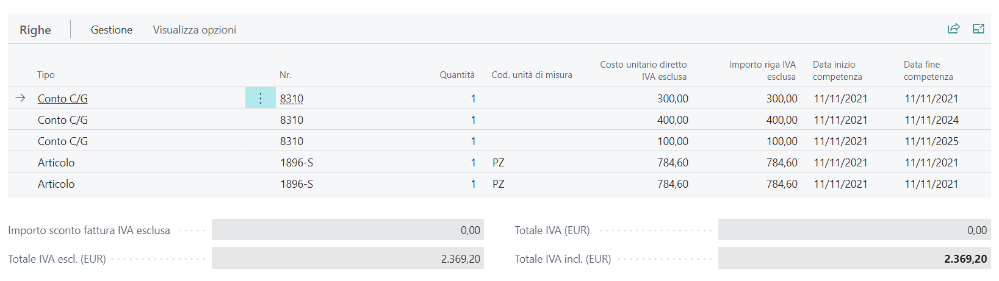 Righe Gestione Visualizza opzioni
Tipo Nr. Quantità Cod. unità di misura Costo unitario diretto IVA esclusa Importo riga IVA esclusa Data inizio competenza Data fine competenza
Conto C/G 8310 1 300,00 300,00 11/11/2021 11/11/2021
Conto C/G 8310 1 400,00 400,00 11/11/2021 11/11/2024
Conto C/G 8310 1 100,00 100,00 11/11/2021 11/11/2025
Articolo 1896-S 1 PZ 784,60 784,60 11/11/2021 11/11/2021
Articolo 1896-S 1 PZ 784,60 784,60 11/11/2021 11/11/2021
Importo sconto fattura IVA esclusa 0,00 Totale IVA (EUR) 0,00
Totale IVA escl. (EUR) 2.369,20 Totale IVA incl. (EUR) 2.369,20